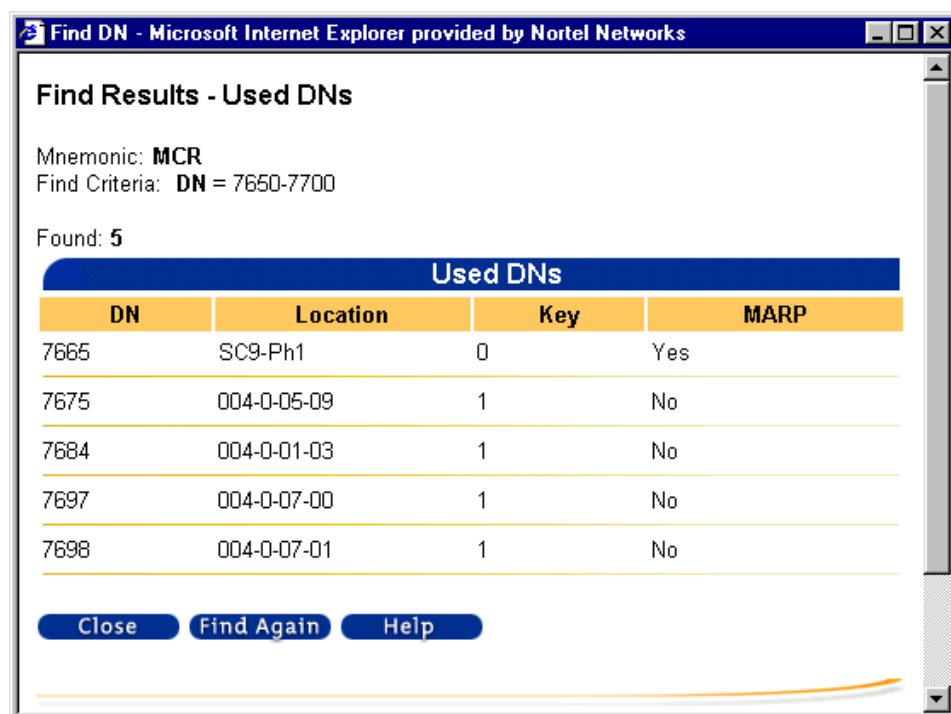 Find DN - Microsoft Internet Explorer provided by Nortel Networks
Find Results - Used DNs
Mnemonic: MCR
Find Criteria: DN = 7650-7700
Found: 5
Used DNs
DN Location Key MARP
7665 SC9-Ph1 0 Yes
7675 004-0-05-09 1 No
7684 004-0-01-03 1 No
7697 004-0-07-00 1 No
7698 004-0-07-01 1 No
Close Find Again Help